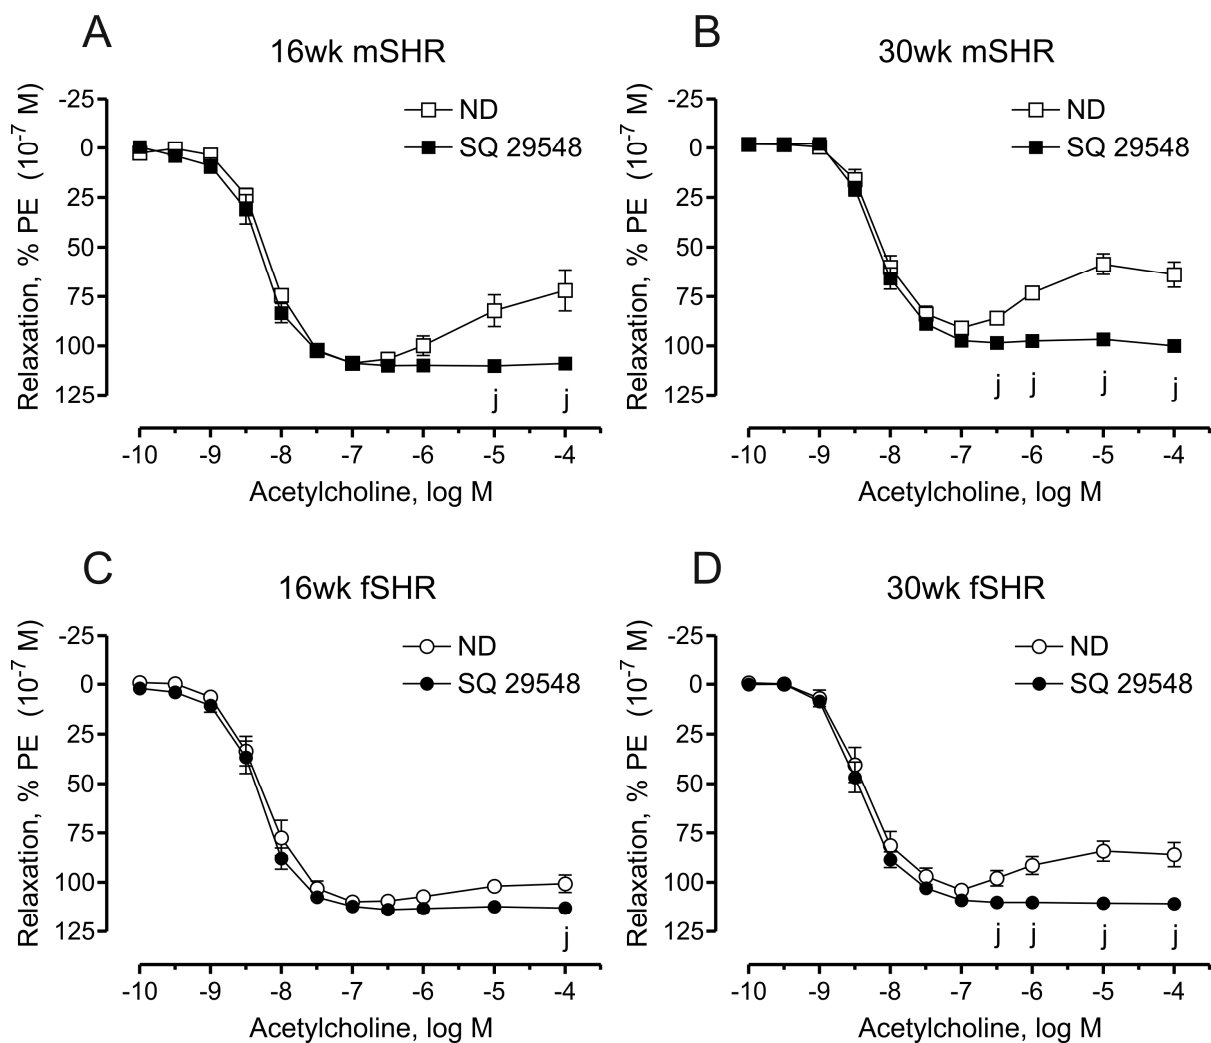 A
16wk mSHR
ND
SQ 29548
-25
0
25
50
75
100
125
Relaxation, % PE (10-7 M)
j j
-10 -9 -8 -7 -6 -5 -4
Acetylcholine, log M
B
30wk mSHR
ND
SQ 29548
-25
0
25
50
75
100
125
Relaxation, % PE (10-7 M)
j j j j
-10 -9 -8 -7 -6 -5 -4
Acetylcholine, log M
C
16wk fSHR
ND
SQ 29548
-25
0
25
50
75
100
125
Relaxation, % PE (10-7 M)
j
-10 -9 -8 -7 -6 -5 -4
Acetylcholine, log M
D
30wk fSHR
ND
SQ 29548
-25
0
25
50
75
100
125
Relaxation, % PE (10-7 M)
j j j j
-10 -9 -8 -7 -6 -5 -4
Acetylcholine, log M